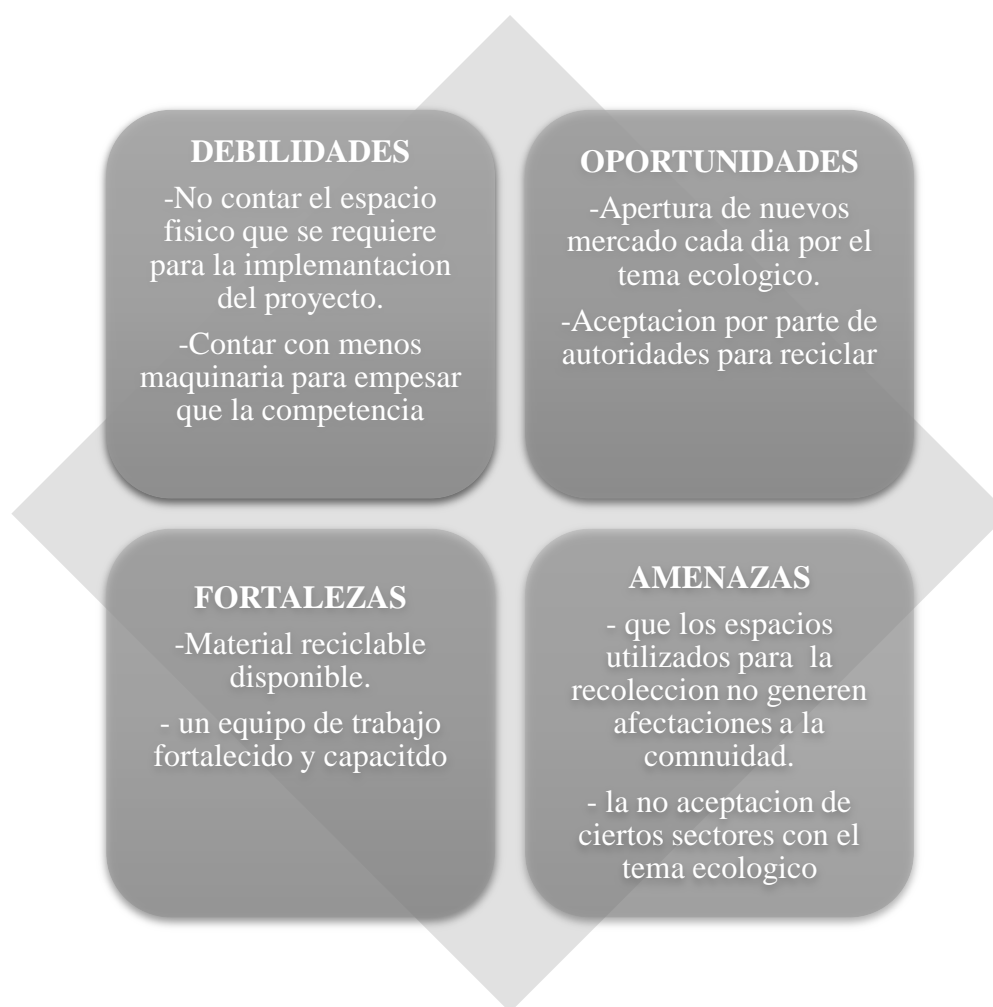 DEBILIDADES
-No contar el espacio
fisico que se requiere
para la implemantacion
del proyecto.
-Contar con menos
maquinaria para empesar
que la competencia
OPORTUNIDADES
-Apertura de nuevos
mercado cada dia por el
tema ecologico.
-Aceptacion por parte de
autoridades para reciclar
FORTALEZAS
-Material reciclable
disponible.
- un equipo de trabajo
fortalecido y capacitdo
AMENAZAS
- que los espacios
utilizados para  la
recoleccion no generen
afectaciones a la
comnuidad.
- la no aceptacion de
ciertos sectores con el
tema ecologico